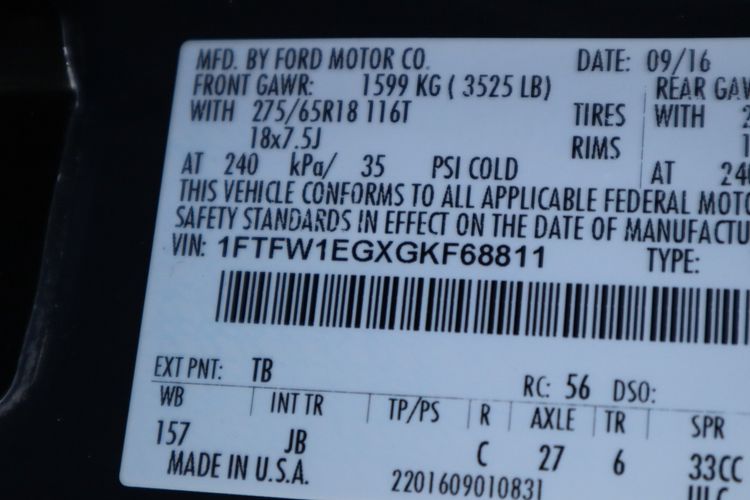 MFD. BY FORD MOTOR CO. DATE: 09/16
FRONT GAWR: 1599 KG ( 3525 LB) REAR
WITH 275/65R18 116T TIRES WITH
18x7.5J RIMS
AT 240 kPa/ 35 PSI COLD AT
THIS VEHICLE CONFORMS TO ALL APPLICABLE FEDERAL
SAFETY STANDARDS IN EFFECT ON THE DATE OF
VIN: 1FTFW1EGXGKF68811 TYPE:
EXT PNT: TB RC: 56 DSO:
WB INT TR TP/PS R AXLE TR SPR
157 JB C 27 6 33CC
MADE IN U.S.A. 2201609010831